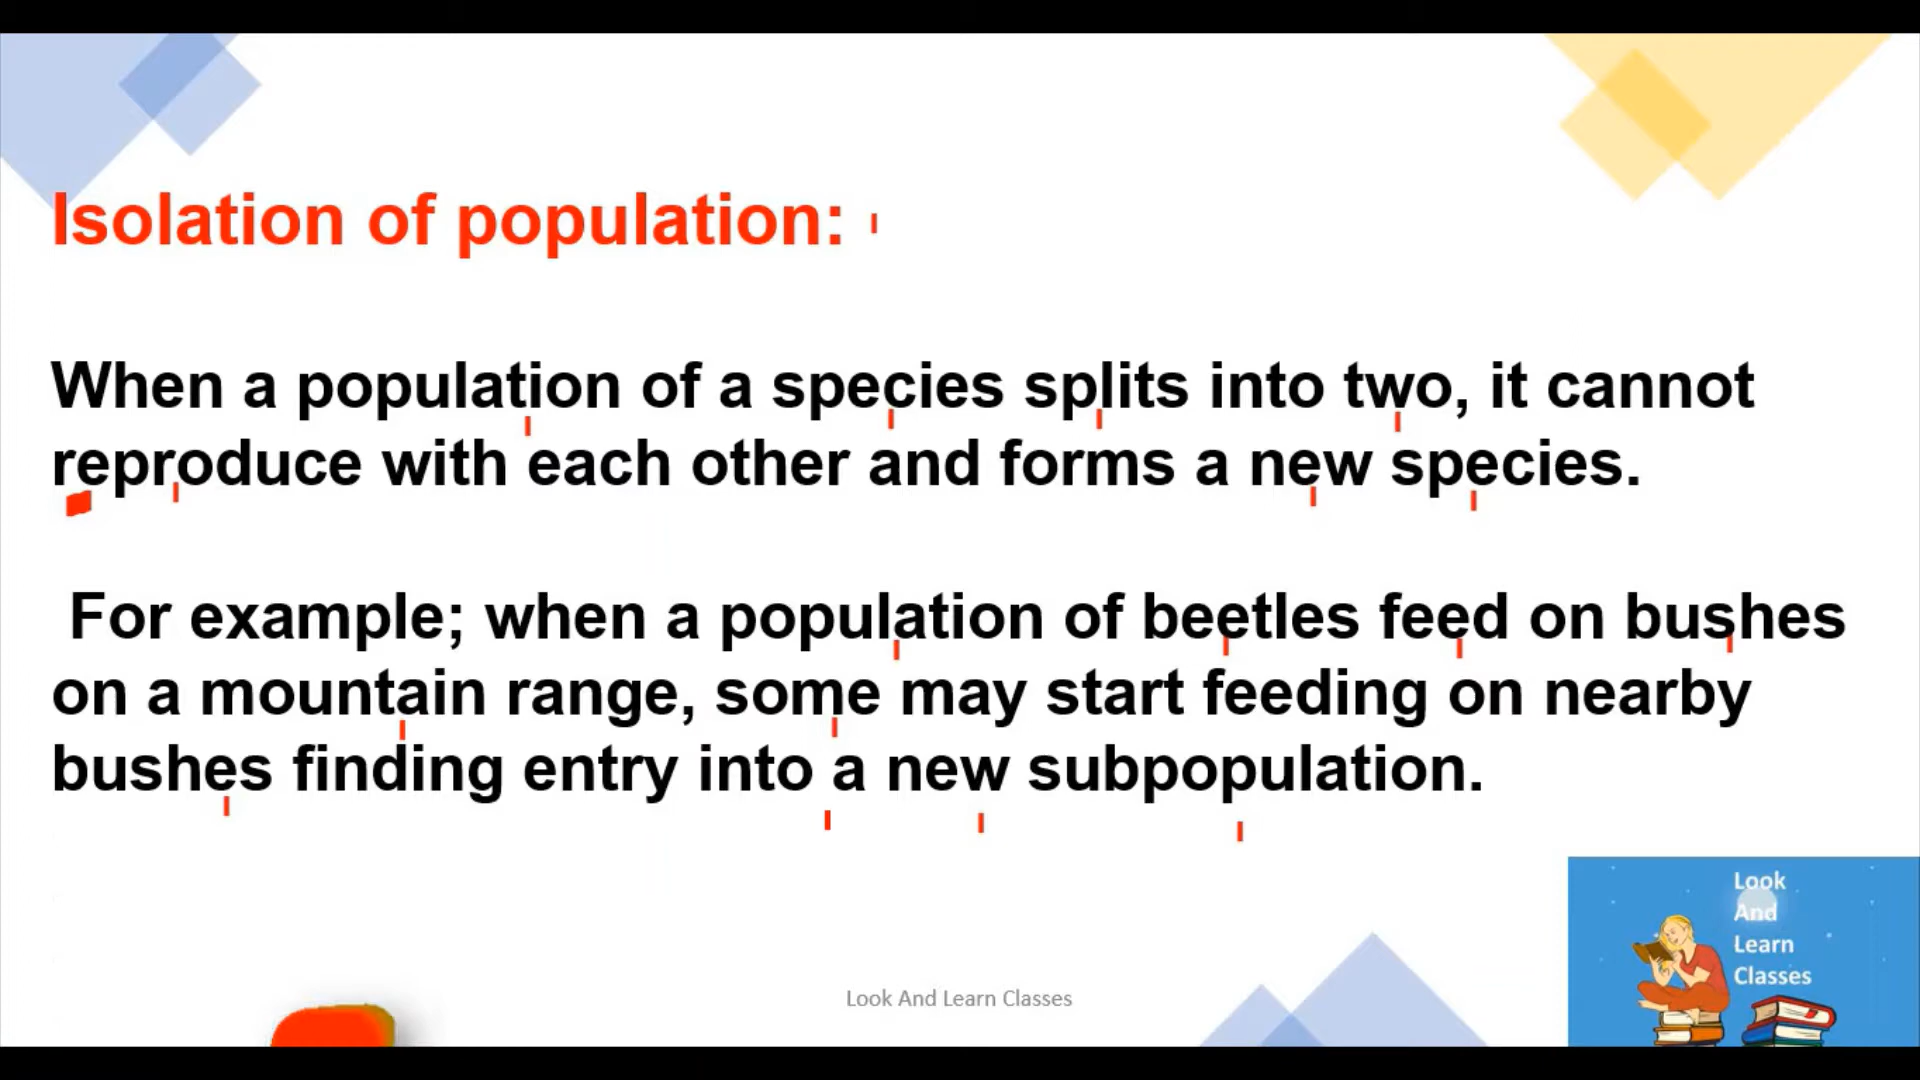 Isolation of population:
When a population of a species splits into two, it cannot
reproduce with each other and forms a new species.
For example; when a population of beetles feed on bushes
on a mountain range, some may start feeding on nearby
bushes finding entry into a new subpopulation.
Look And Learn Classes
Look
And
Learn
Classes